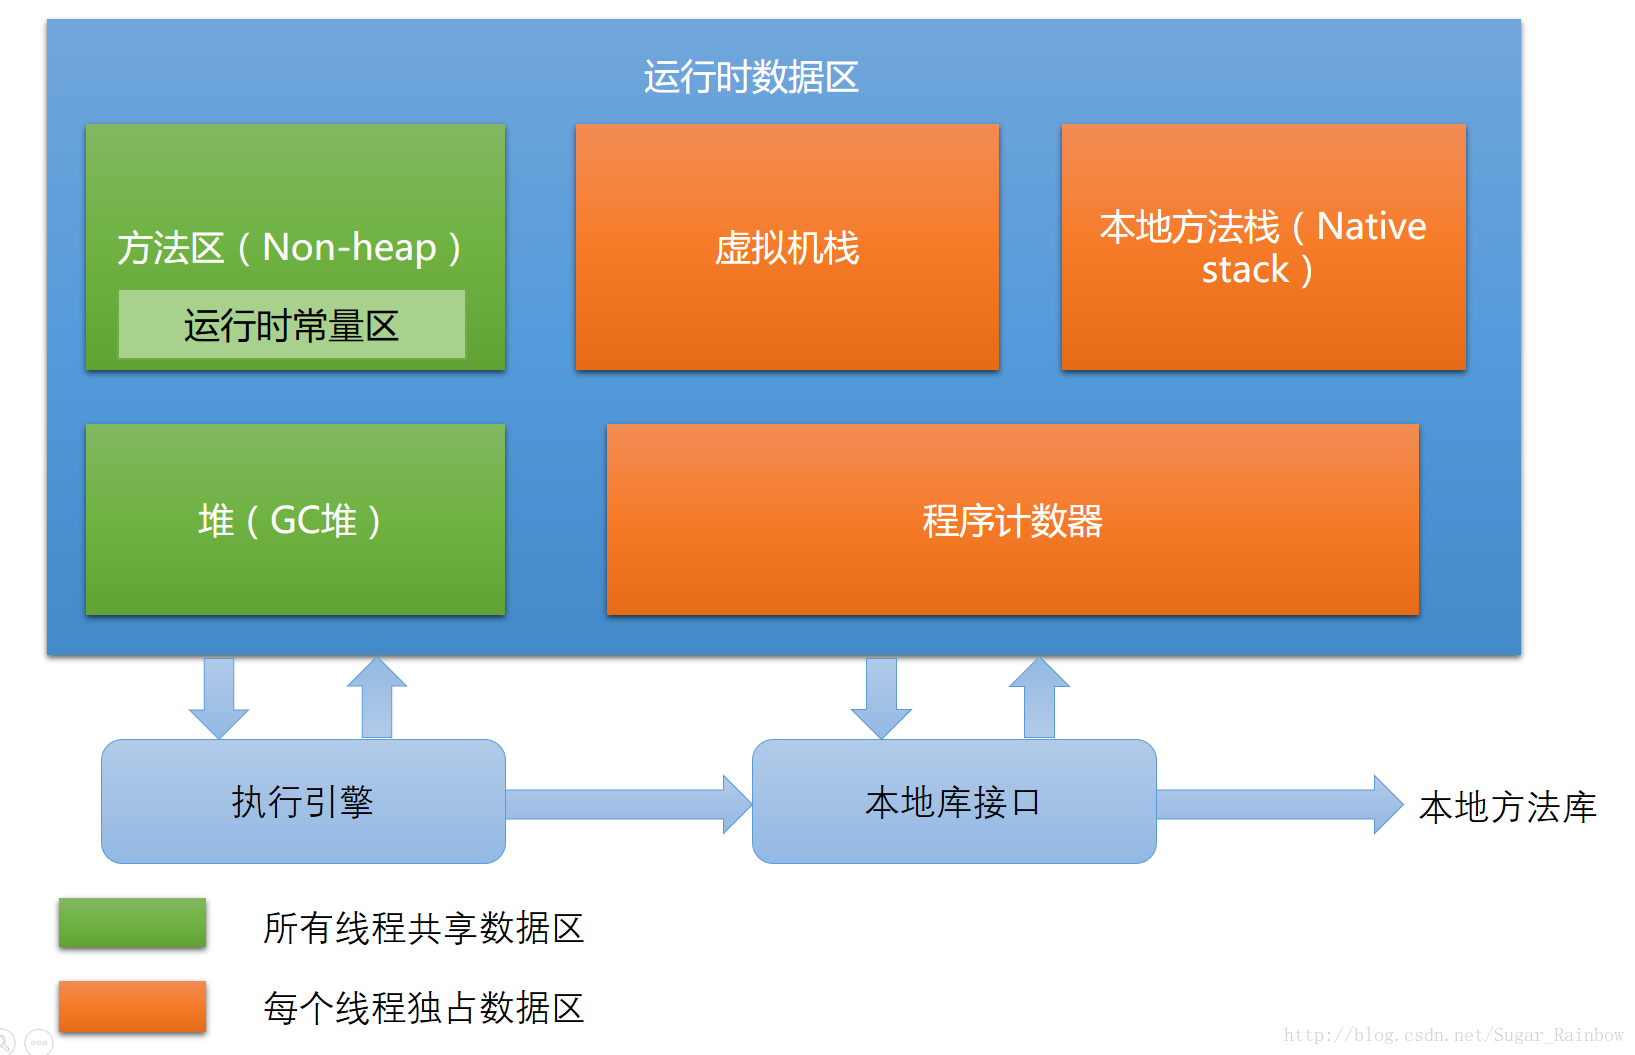 运行时数据区
方法区（Non-heap）
运行时常量区
虚拟机栈
本地方法栈（Native
stack）
堆（GC堆）
程序计数器
执行引擎
本地库接口
本地方法库
所有线程共享数据区
每个线程独占数据区
http://blog.csdn.net/Sugar_Rainbow